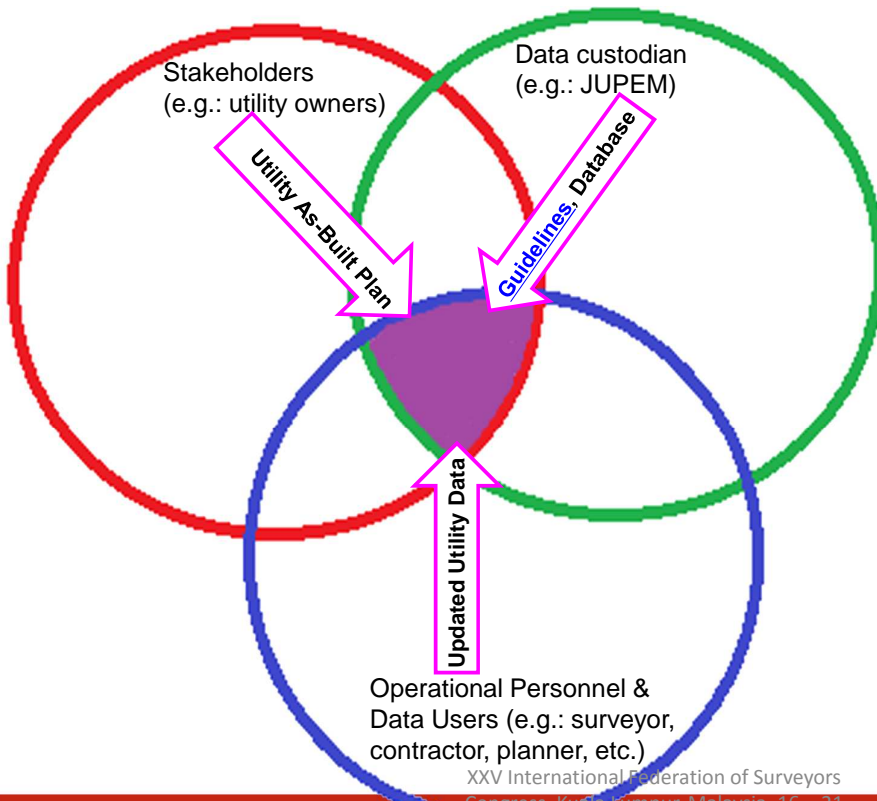 Stakeholders
(e.g.: utility owners)
Data custodian
(e.g.: JUPEM)
Utility As-Built Plan
Guidelines, Database
Updated Utility Data
Operational Personnel &
Data Users (e.g.: surveyor,
contractor, planner, etc.)
XXV International Federation of Surveyors